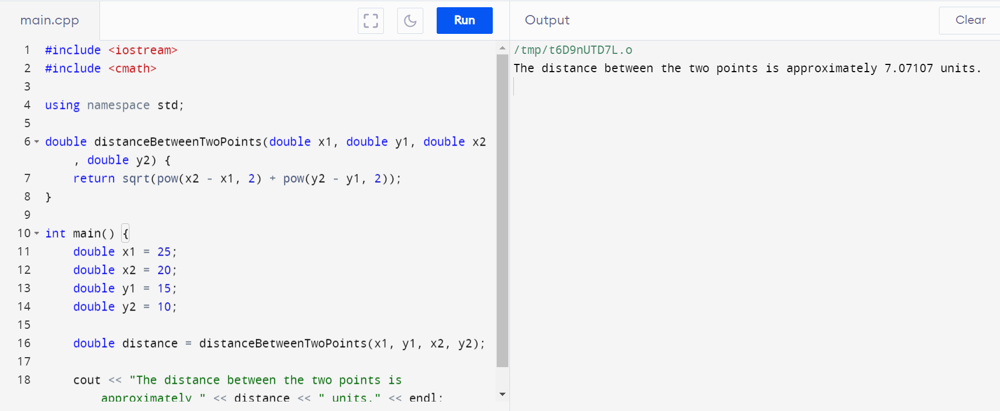 main.cpp
Run
Output
Clear
1 #include <iostream>
2 #include <cmath>
3
4 using namespace std;
5
6 double distanceBetweenTwoPoints(double x1, double y1, double x2
, double y2) {
7 return sqrt(pow(x2 - x1, 2) + pow(y2 - y1, 2));
8 }
9
10 int main() {
11 double x1 = 25;
12 double x2 = 20;
13 double y1 = 15;
14 double y2 = 10;
15
16 double distance = distanceBetweenTwoPoints(x1, y1, x2, y2);
17
18 cout << "The distance between the two points is
approximately " << distance << " units." << endl;
/tmp/t6D9nUTD7L.o
The distance between the two points is approximately 7.07107 units.